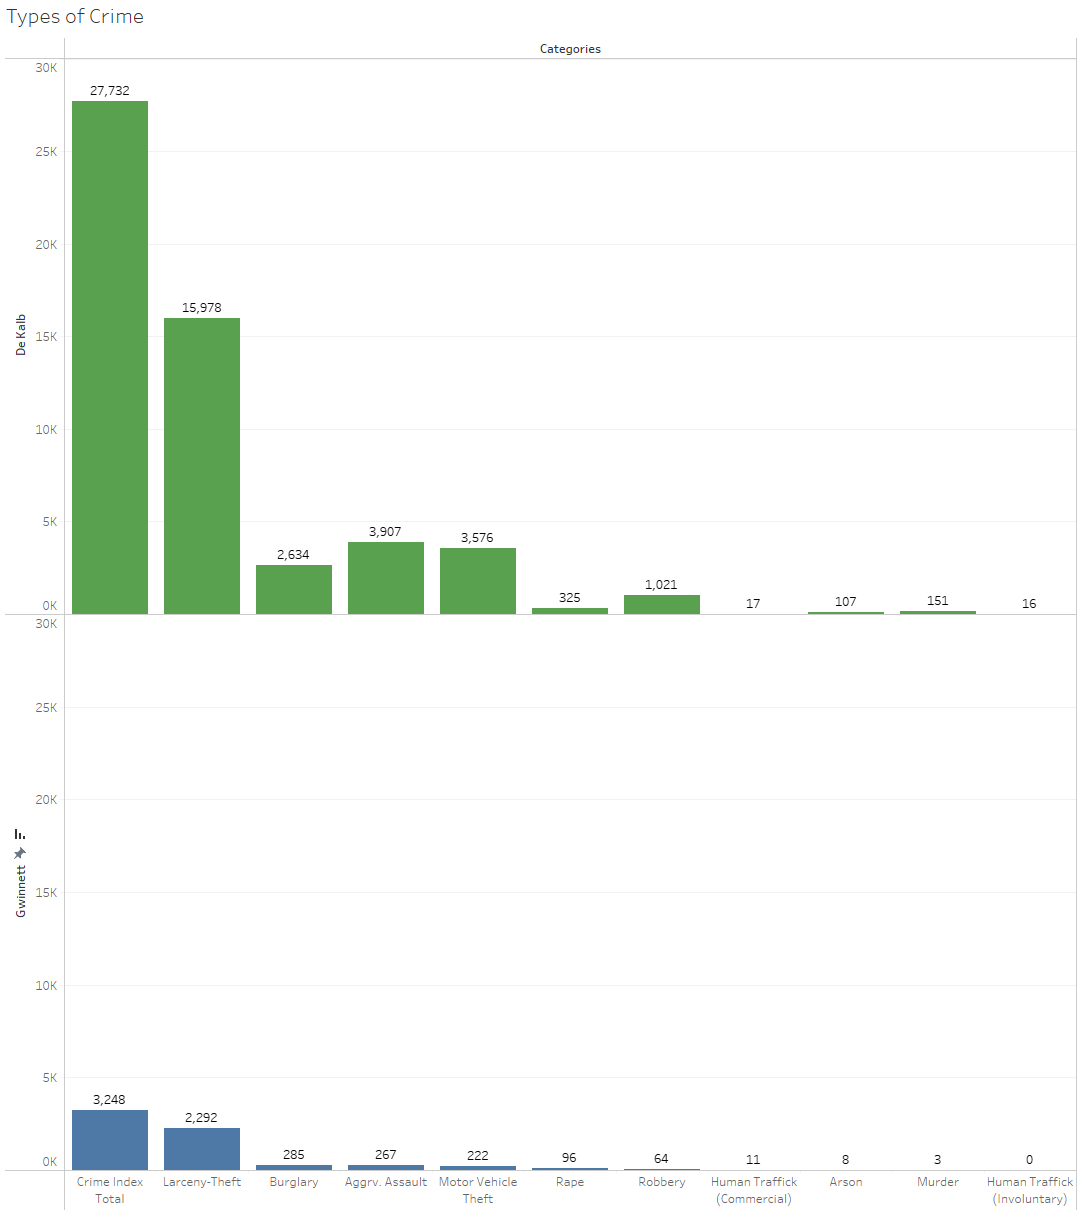 Types of Crime
Categories
De Kalb
30K
25K
20K
15K
10K
5K
0K
27,732
15,978
2,634
3,907
3,576
325
1,021
17
107
151
16
Gwinnett
30K
25K
20K
15K
10K
5K
0K
3,248
2,292
285
267
222
96
64
11
8
3
0
Crime Index
Total
Larceny-Theft
Burglary
Aggrv. Assault
Motor Vehicle
Theft
Rape
Robbery
Human Traffick
(Commercial)
Arson
Murder
Human Traffick
(Involuntary)